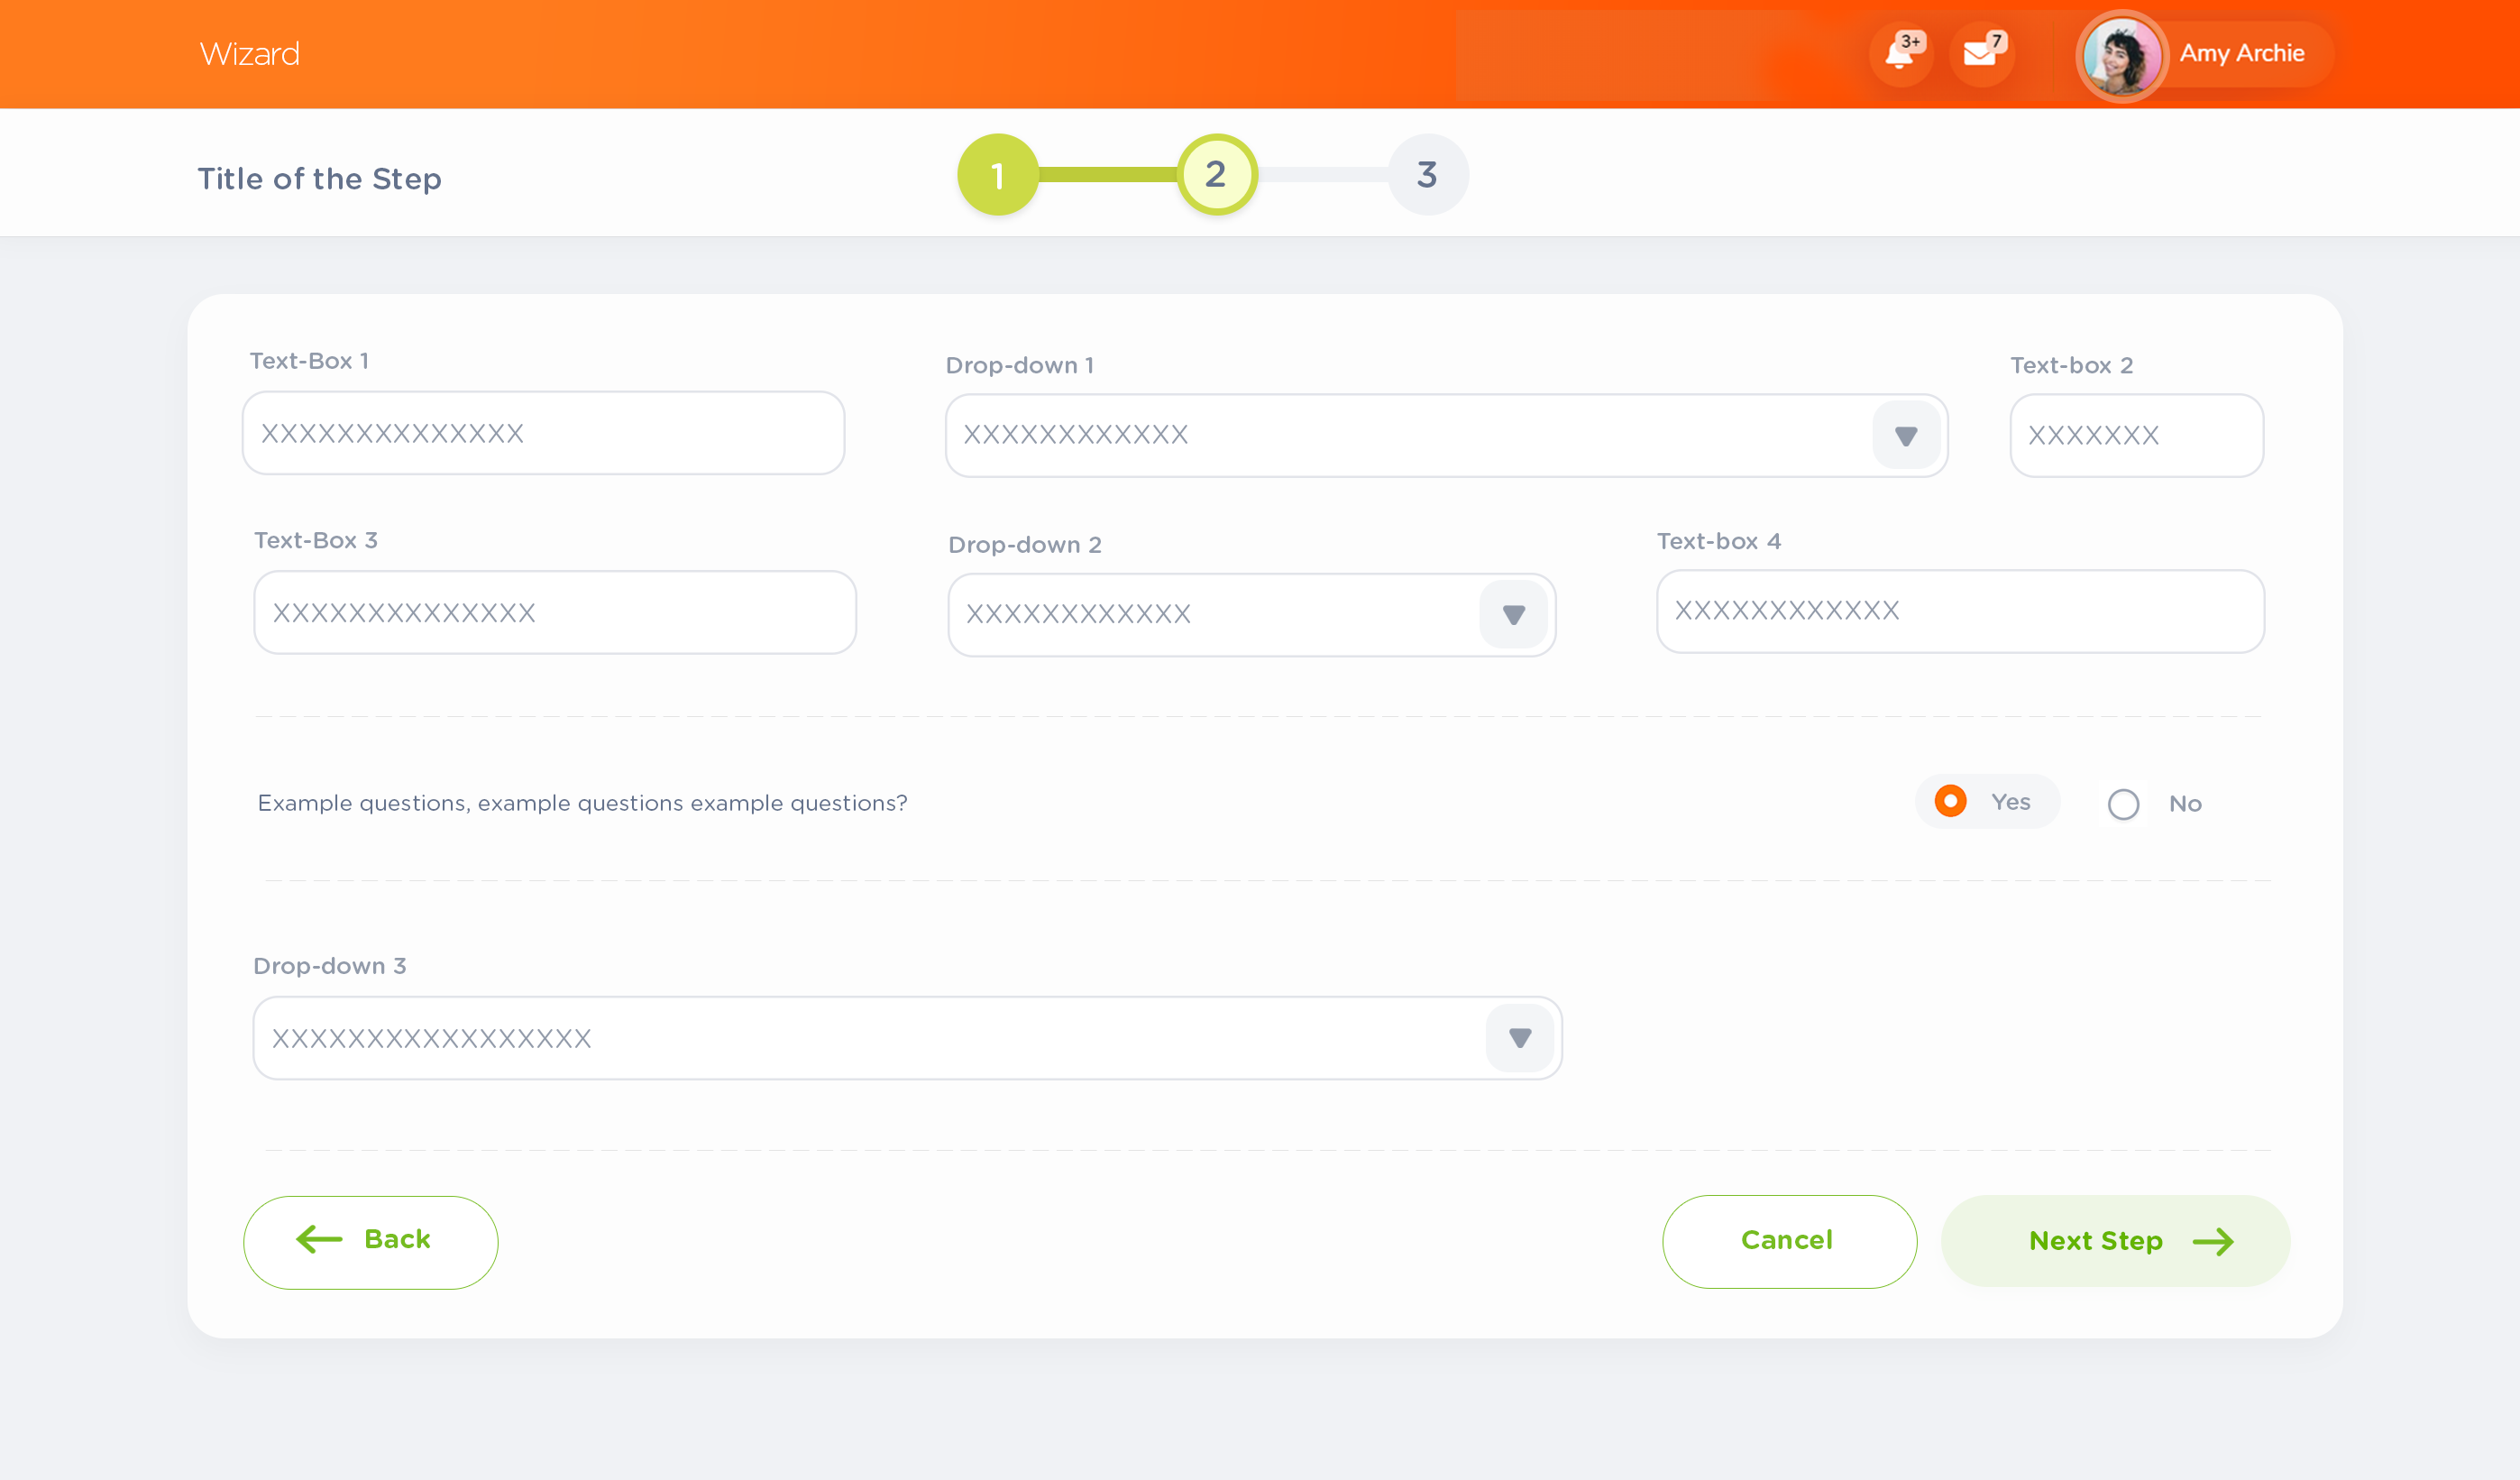 Wizard
3+
7
Amy Archie
Title of the Step
1
2
3
Text-Box 1
Drop-down 1
Text-box 2
XXXXXXXXXXXXXX
XXXXXXXXXXXX
XXXXXXX
Text-Box 3
Drop-down 2
Text-box 4
XXXXXXXXXXXXXX
XXXXXXXXXXXX
XXXXXXXXXXXX
Example questions, example questions example questions?
Yes
No
Drop-down 3
XXXXXXXXXXXXXXXXX
Back
Cancel
Next Step